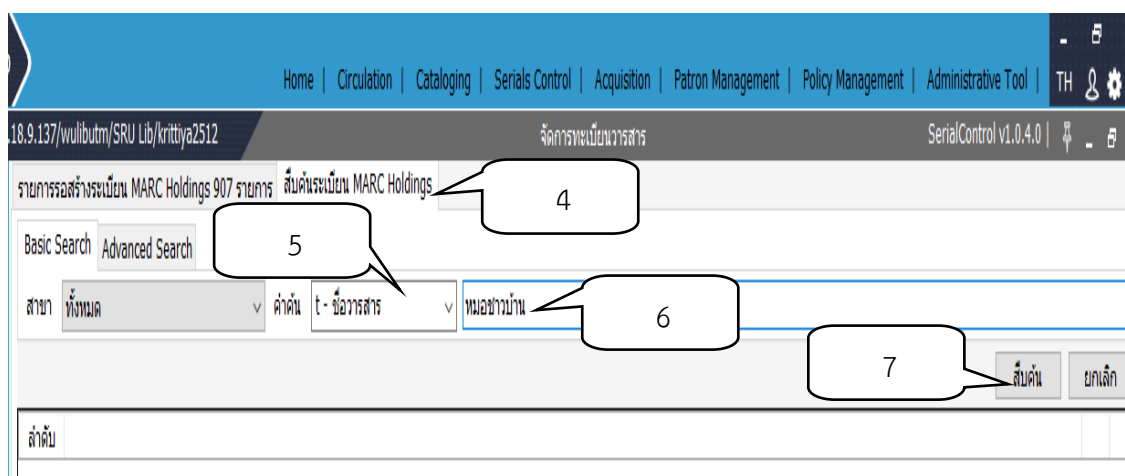 Home | Circulation | Cataloging | Serials Control | Acquisition | Patron Management | Policy Management | Administrative Tool | TH
.18.9.137/wulibutm/SRU Lib/krittiya2512 จัดการทะเบียนวารสาร SerialControl v1.0.4.0 |
รายการรอสร้างระเบียน MARC Holdings 907 รายการ สืบค้นระเบียน MARC Holdings 4
Basic Search Advanced Search 5
สาขา ทั้งหมด คำค้น t - ชื่อวารสาร หมอชาวบ้าน 6
7
สืบค้น ยกเลิก
ลำดับ